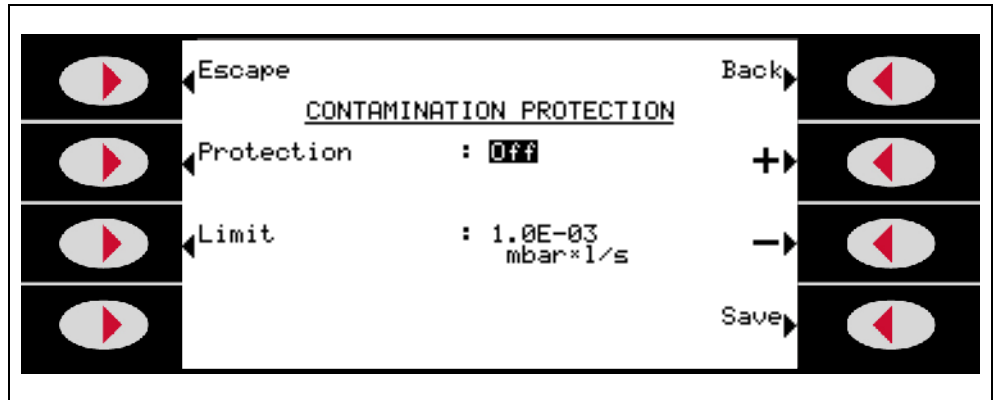 Escape Back
CONTAMINATION PROTECTION
Protection : Off +
Limit : 1.0E-03 −
mbar*l/s
Save